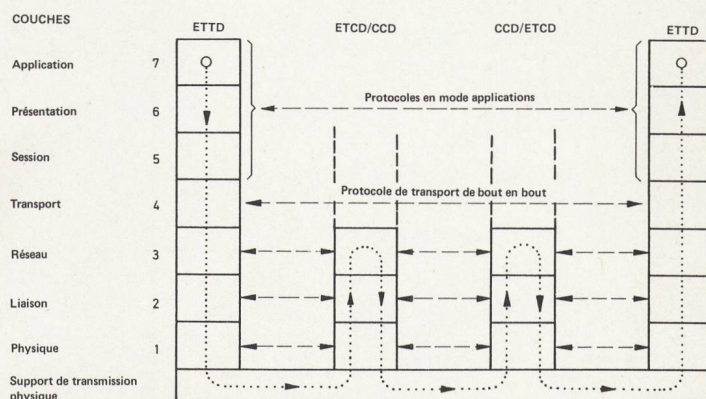 COUCHES
ETTD
ETCD/CCD
CCD/ETCD
ETTD
Application 7
Protocoles en mode applications
Présentation 6
Session 5
Transport 4
Protocole de transport de bout en bout
Réseau 3
Liaison 2
Physique 1
Support de transmission
physique